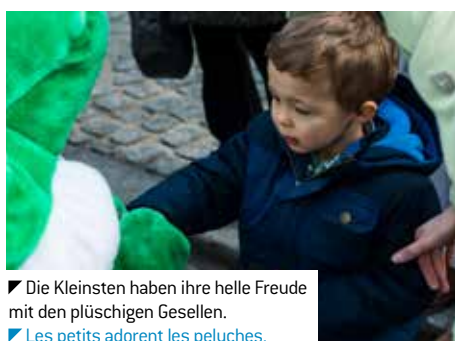 Die Kleinsten haben ihre helle Freude
mit den plüschigen Gesellen.
Les petits adorent les peluches.